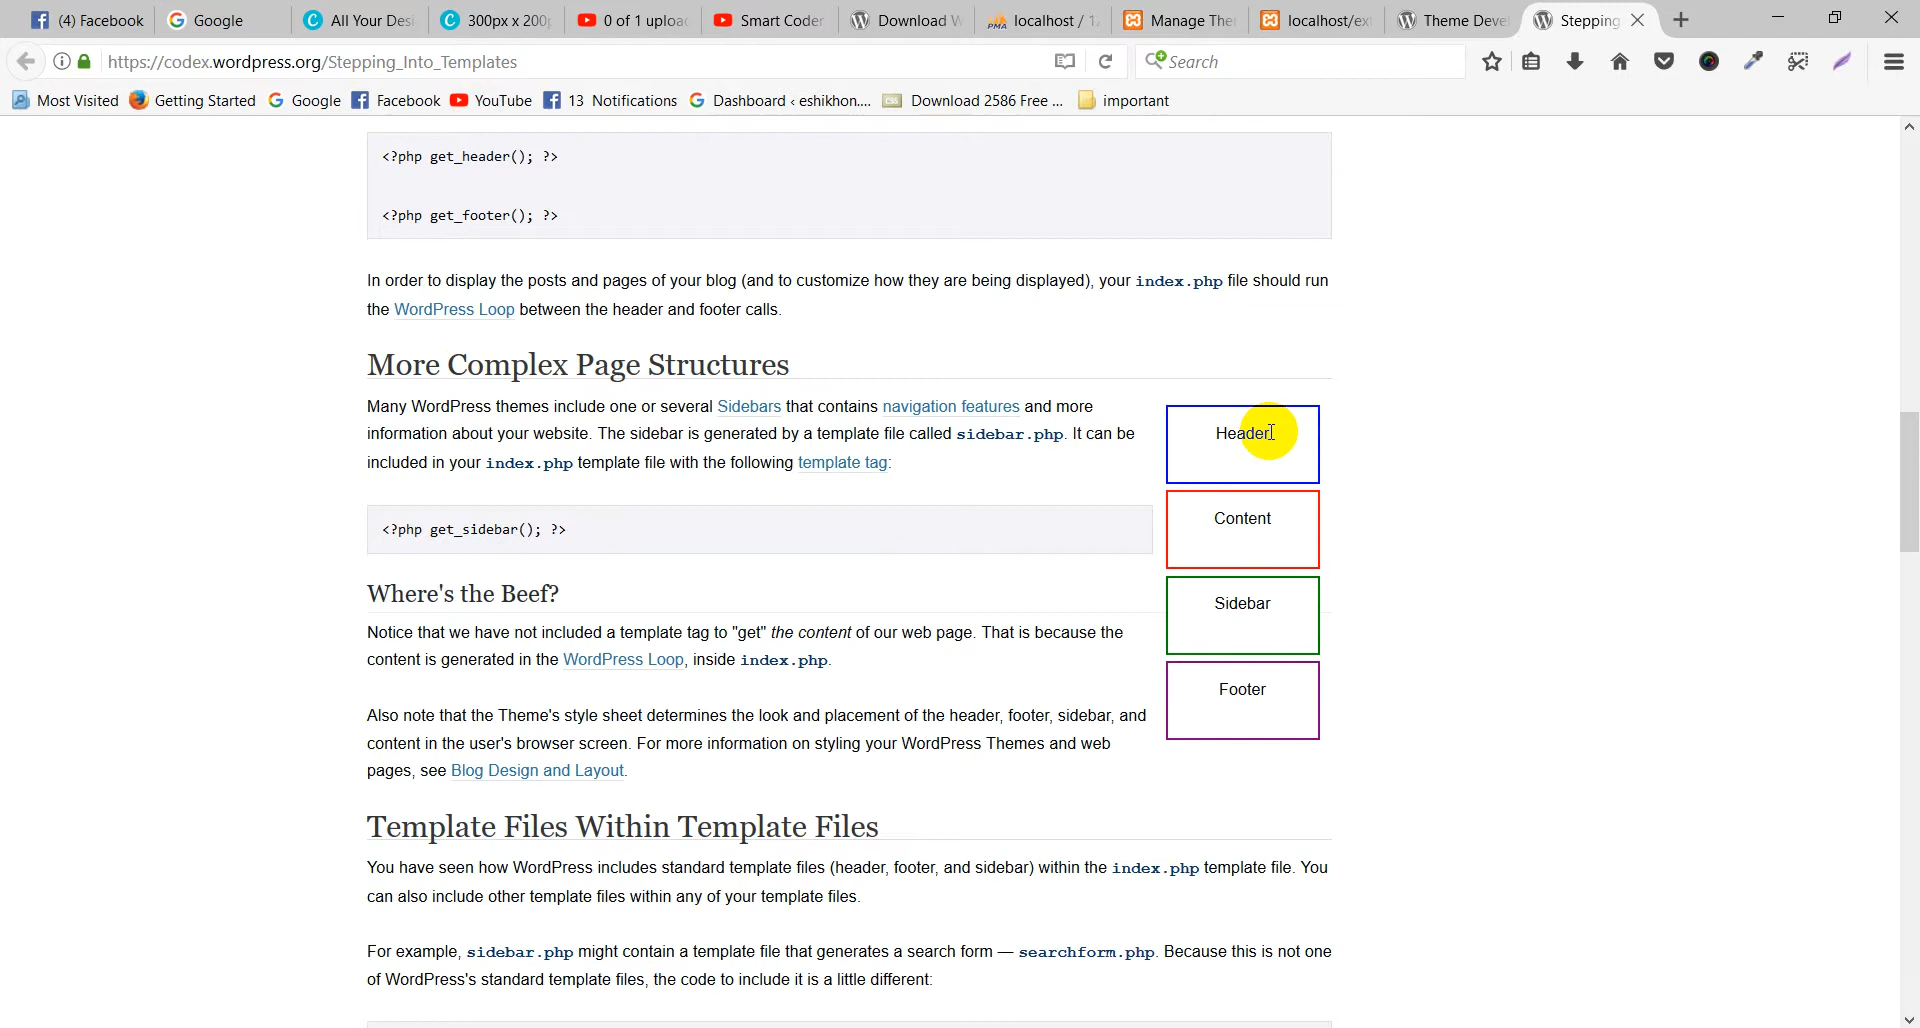 (4) Facebook
Google
All Your Desi
300px x 200p
0 of 1 upload
Smart Coder
Download W
PMA localhost / 12
Manage Ther
localhost/ext
Theme Deve
Stepping
https://codex.wordpress.org/Stepping_Into_Templates
Search
Most Visited Getting Started Google Facebook YouTube 13 Notifications Dashboard ‹ eshikhon.... CSS Download 2586 Free ... important
<?php get_header(); ?>
<?php get_footer(); ?>
In order to display the posts and pages of your blog (and to customize how they are being displayed), your index.php file should run
the WordPress Loop between the header and footer calls.
More Complex Page Structures
Many WordPress themes include one or several Sidebars that contains navigation features and more
information about your website. The sidebar is generated by a template file called sidebar.php. It can be
included in your index.php template file with the following template tag:
<?php get_sidebar(); ?>
Header
Content
Sidebar
Footer
Where's the Beef?
Notice that we have not included a template tag to "get" the content of our web page. That is because the
content is generated in the WordPress Loop, inside index.php.
Also note that the Theme's style sheet determines the look and placement of the header, footer, sidebar, and
content in the user's browser screen. For more information on styling your WordPress Themes and web
pages, see Blog Design and Layout.
Template Files Within Template Files
You have seen how WordPress includes standard template files (header, footer, and sidebar) within the index.php template file. You
can also include other template files within any of your template files.
For example, sidebar.php might contain a template file that generates a search form — searchform.php. Because this is not one
of WordPress's standard template files, the code to include it is a little different: